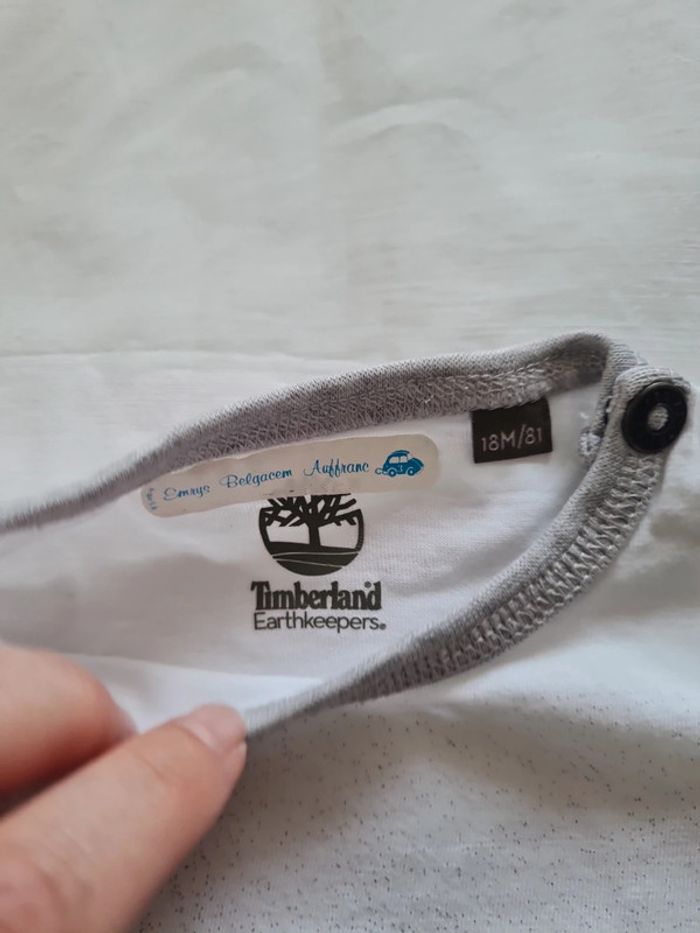 18M/81
Emrys Belgacem Auffranc
Timberland
Earthkeepers®